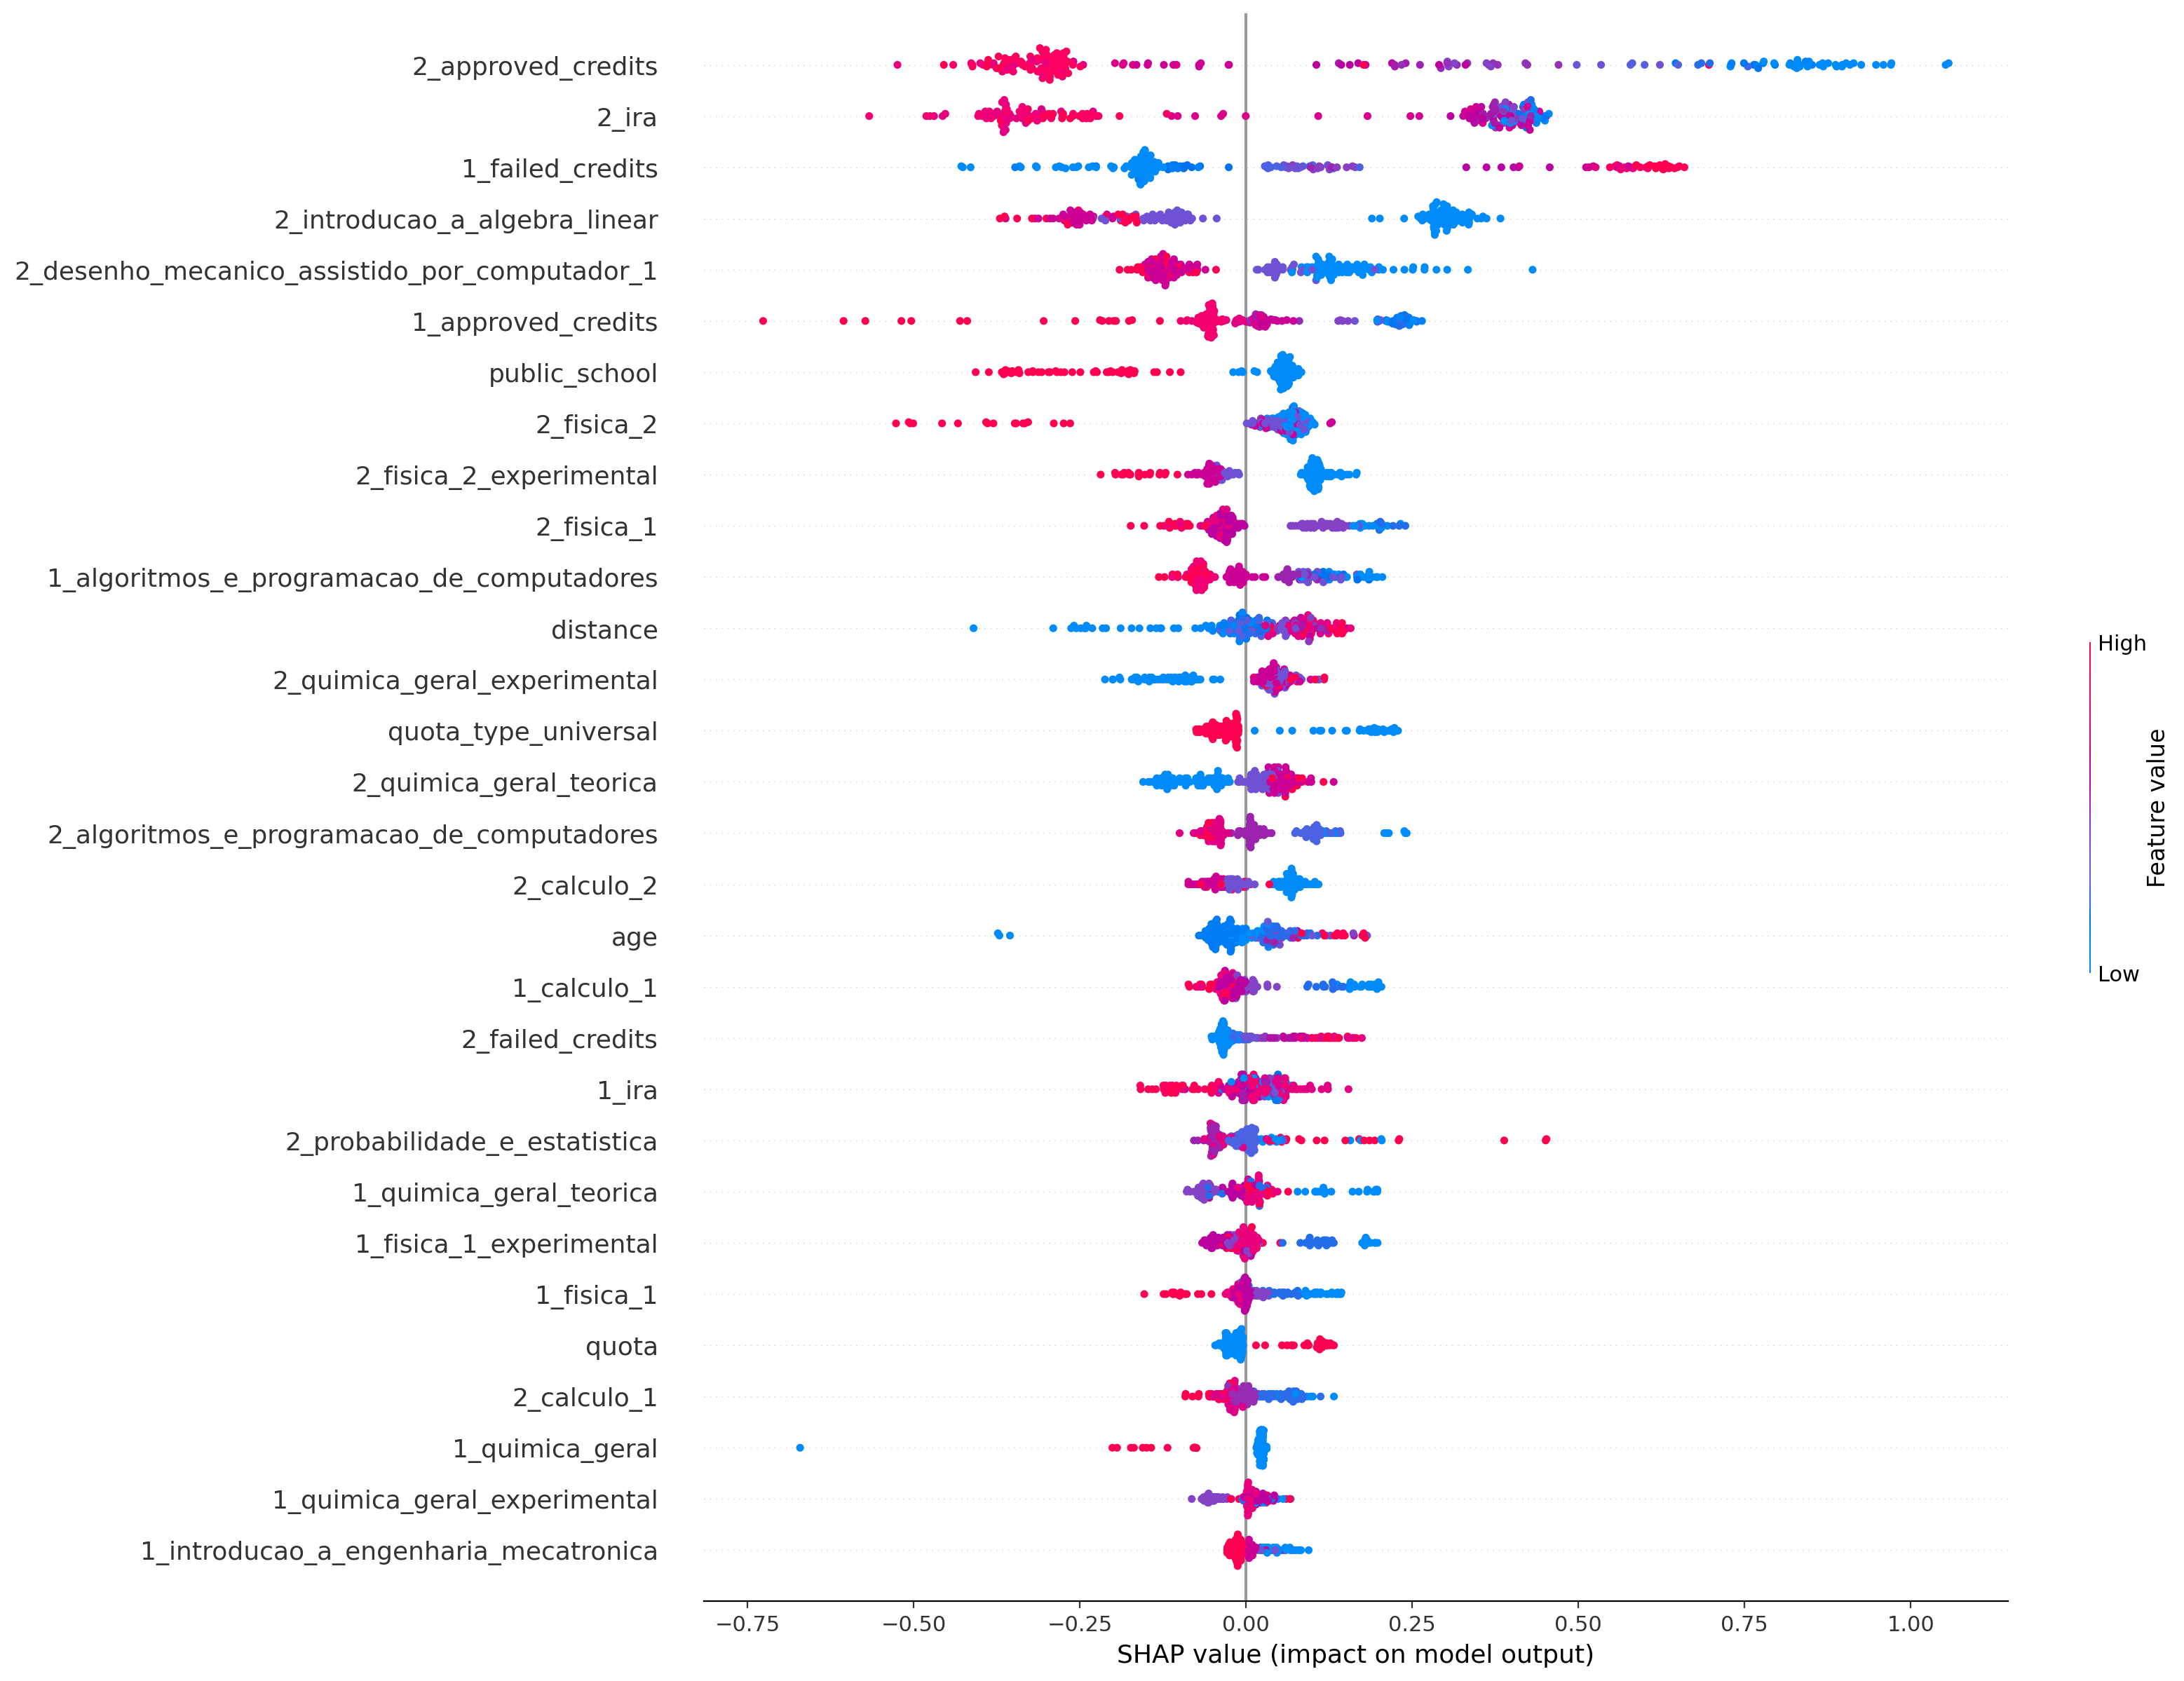 2_approved_credits
2_ira
1_failed_credits
2_introducao_a_algebra_linear
2_desenho_mecanico_assistido_por_computador_1
1_approved_credits
public_school
2_fisica_2
2_fisica_2_experimental
2_fisica_1
1_algoritmos_e_programacao_de_computadores
distance
2_quimica_geral_experimental
quota_type_universal
2_quimica_geral_teorica
2_algoritmos_e_programacao_de_computadores
2_calculo_2
age
1_calculo_1
2_failed_credits
1_ira
2_probabilidade_e_estatistica
1_quimica_geral_teorica
1_fisica_1_experimental
1_fisica_1
quota
2_calculo_1
1_quimica_geral
1_quimica_geral_experimental
1_introducao_a_engenharia_mecatronica
−0.75 −0.50 −0.25 0.00 0.25 0.50 0.75 1.00
SHAP value (impact on model output)
High
Feature value
Low